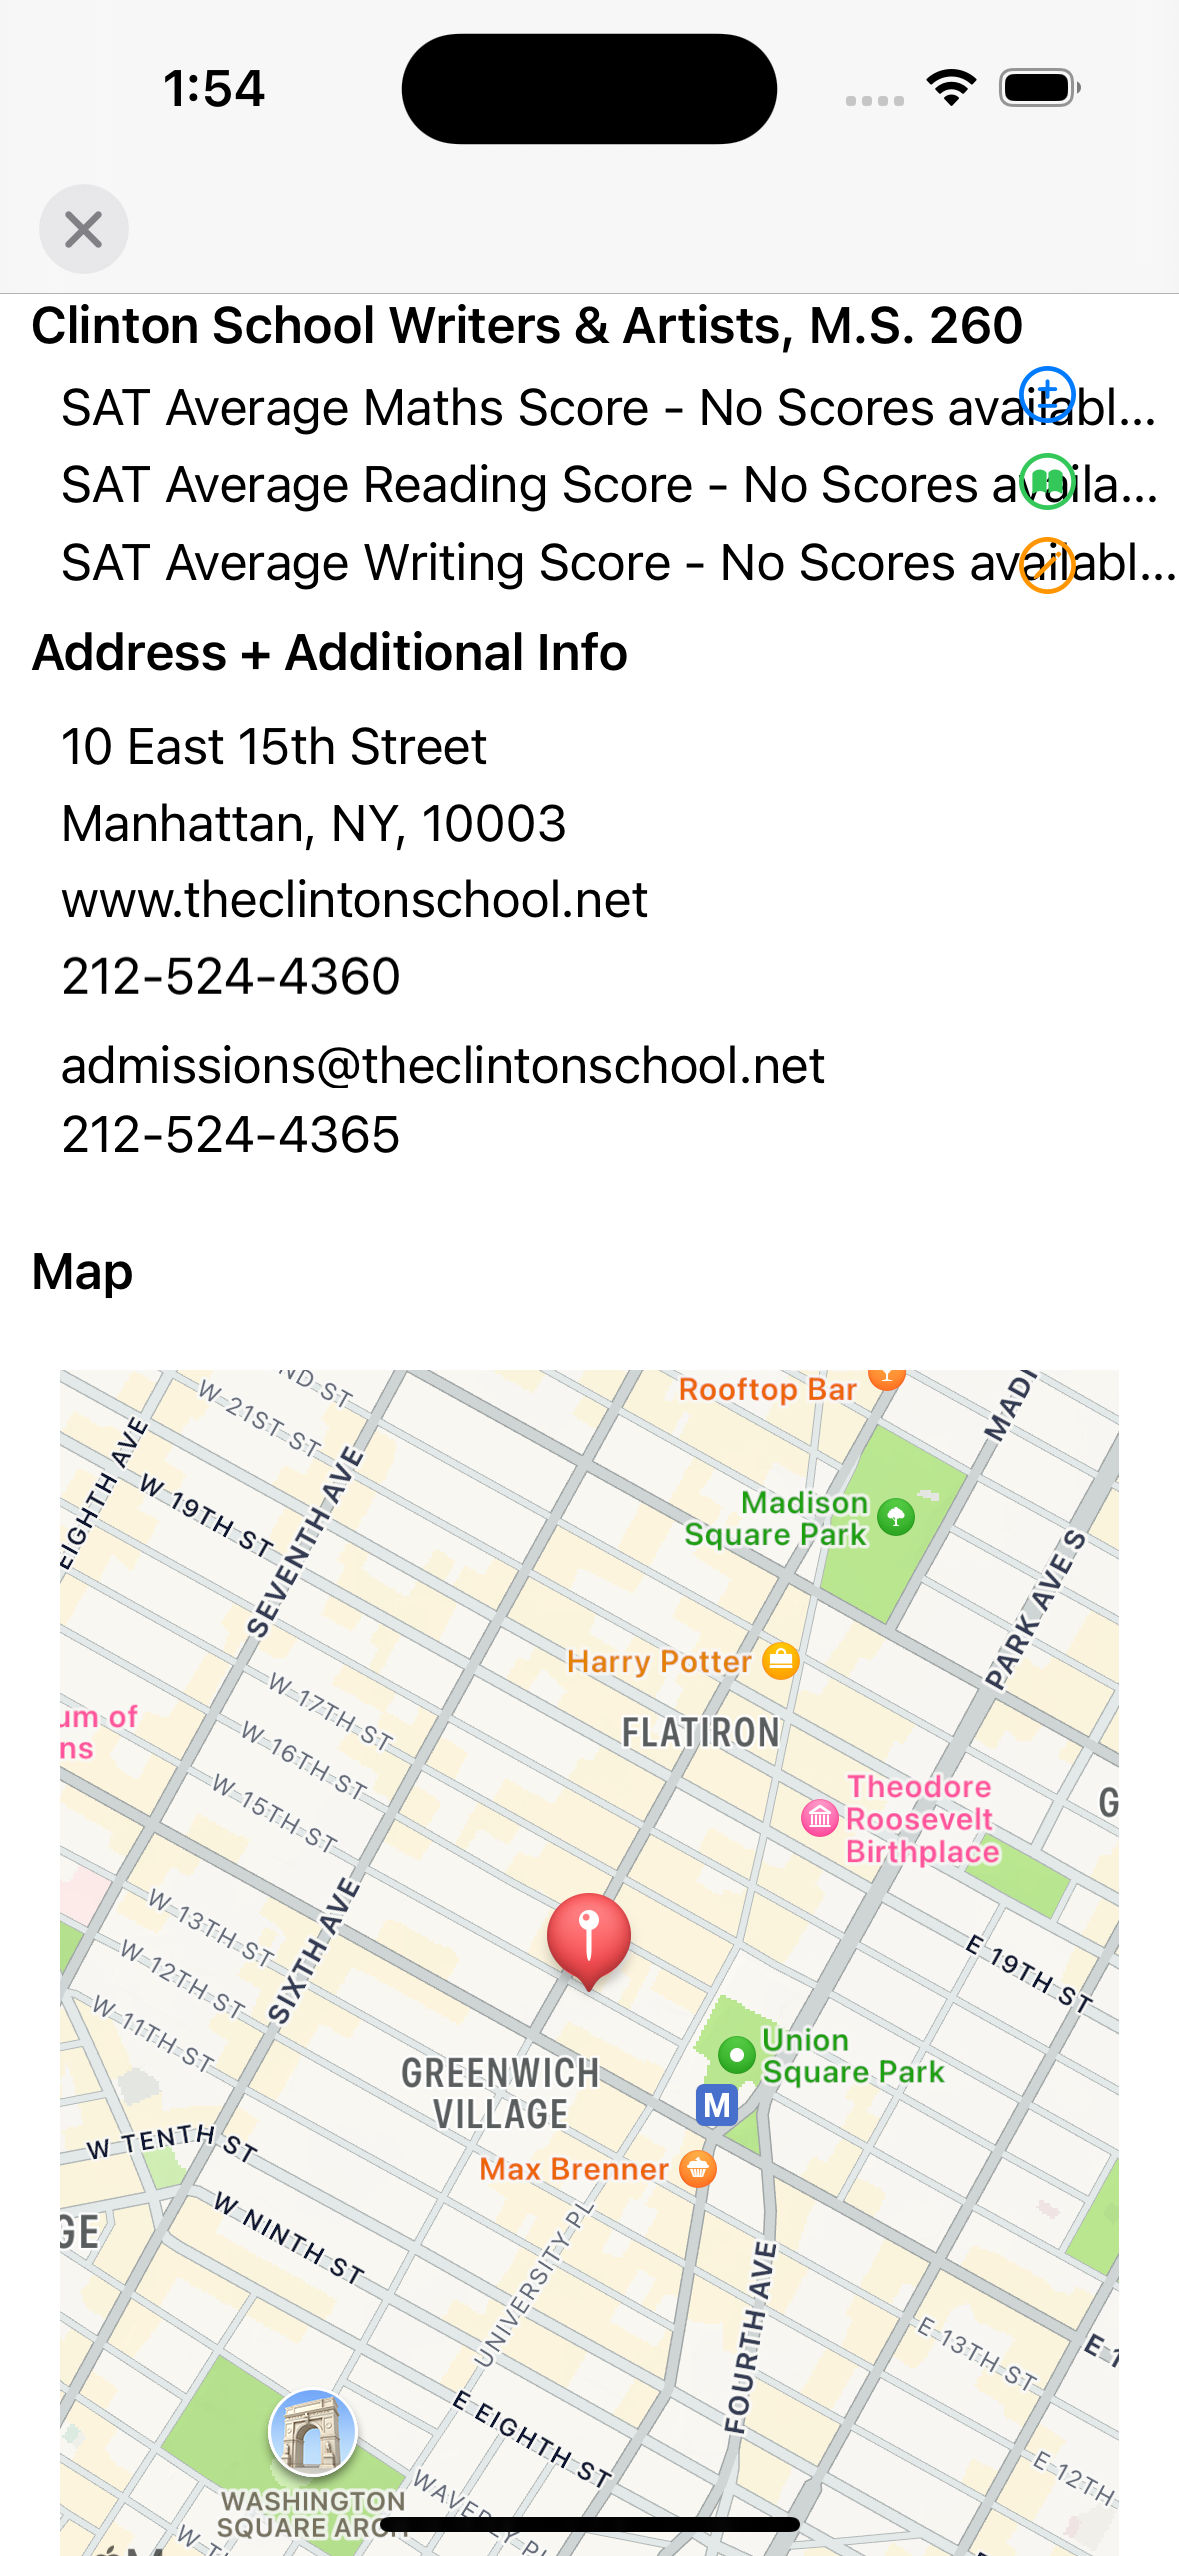 1:54
Clinton School Writers & Artists, M.S. 260
SAT Average Maths Score - No Scores availabl...
SAT Average Reading Score - No Scores availa...
SAT Average Writing Score - No Scores availabl...
Address + Additional Info
10 East 15th Street
Manhattan, NY, 10003
www.theclintonschool.net
212-524-4360
admissions@theclintonschool.net
212-524-4365
Map
ND ST
Rooftop Bar
MADI
W 21ST ST
EIGHTH AVE
W 19TH ST
SEVENTH AVE
Madison
Square Park
PARK AVE S
Harry Potter
um of
ns
W 17TH ST
FLATIRON
W 16TH ST
W 15TH ST
Theodore
Roosevelt
Birthplace
G
W 13TH ST
SIXTH AVE
W 12TH ST
E 19TH ST
W 11TH ST
Union
Square Park
GREENWICH
VILLAGE
M
W TENTH ST
Max Brenner
W NINTH ST
GE
UNIVERSITY PL
FOURTH AVE
E 13TH ST
E 1
E EIGHTH ST
E 12TH
WASHINGTON
SQUARE ARCH
WAVERLY PL